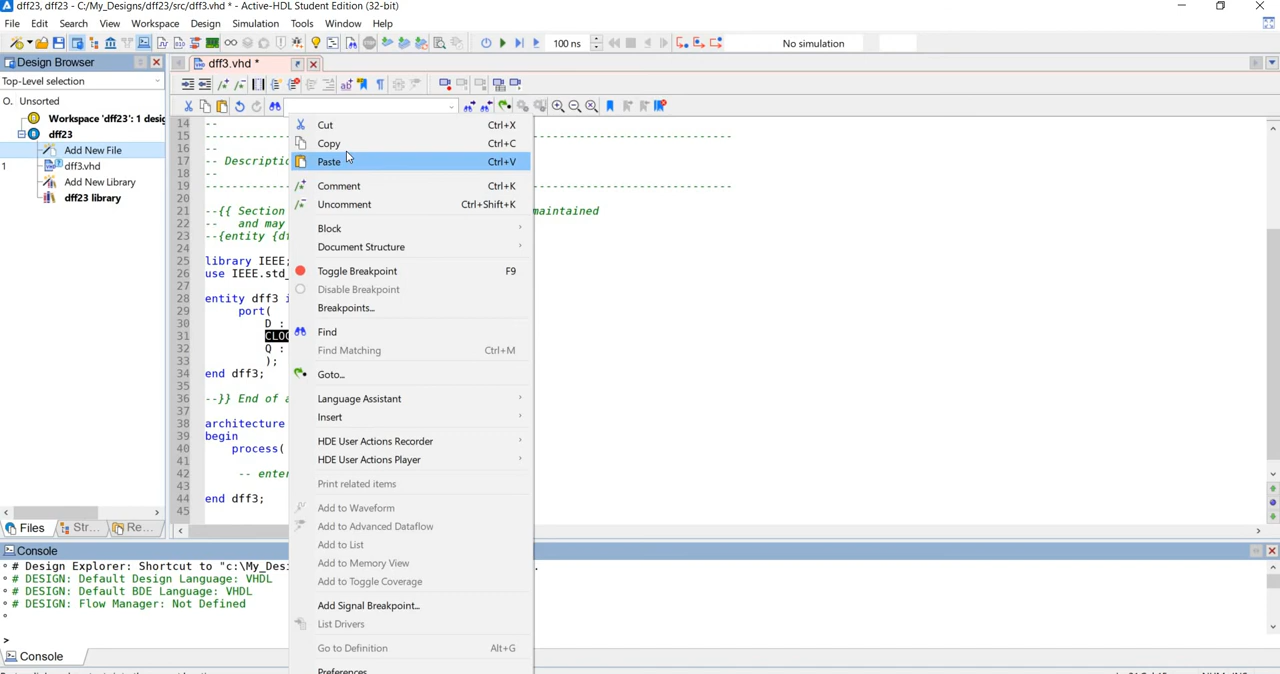 dff23, dff23 - C:/My_Designs/dff23/src/dff3.vhd * - Active-HDL Student Edition (32-bit)
File Edit Search View Workspace Design Simulation Tools Window Help
100 ns No simulation
Design Browser
dff3.vhd *
Top-Level selection
O. Unsorted
Workspace 'dff23': 1 desig
dff23
Add New File
1 dff3.vhd
Add New Library
dff23 library
Files Str... Re...
14 --
15
16 --
17 -- Descriptio
18 --
19
20
21 --{{ Section maintained
22 -- and may
23 --{entity {df
24
25 library IEEE;
26 use IEEE.std_
27
28 entity dff3 i
29 port(
30 D :
31 CLOC
32 Q :
33 );
34 end dff3;
35
36 --}} End of a
37
38 architecture
39 begin
40 process(
41
42 -- enter
43
44 end dff3;
45
Cut Ctrl+X
Copy Ctrl+C
Paste Ctrl+V
Comment Ctrl+K
Uncomment Ctrl+Shift+K
Block
Document Structure
Toggle Breakpoint F9
Disable Breakpoint
Breakpoints...
Find
Find Matching Ctrl+M
Goto...
Language Assistant
Insert
HDE User Actions Recorder
HDE User Actions Player
Print related items
Add to Waveform
Add to Advanced Dataflow
Add to List
Add to Memory View
Add to Toggle Coverage
Add Signal Breakpoint...
List Drivers
Go to Definition Alt+G
Preferences
Console
# Design Explorer: Shortcut to "c:\My_Desi
# DESIGN: Default Design Language: VHDL
# DESIGN: Default BDE Language: VHDL
# DESIGN: Flow Manager: Not Defined
>
Console